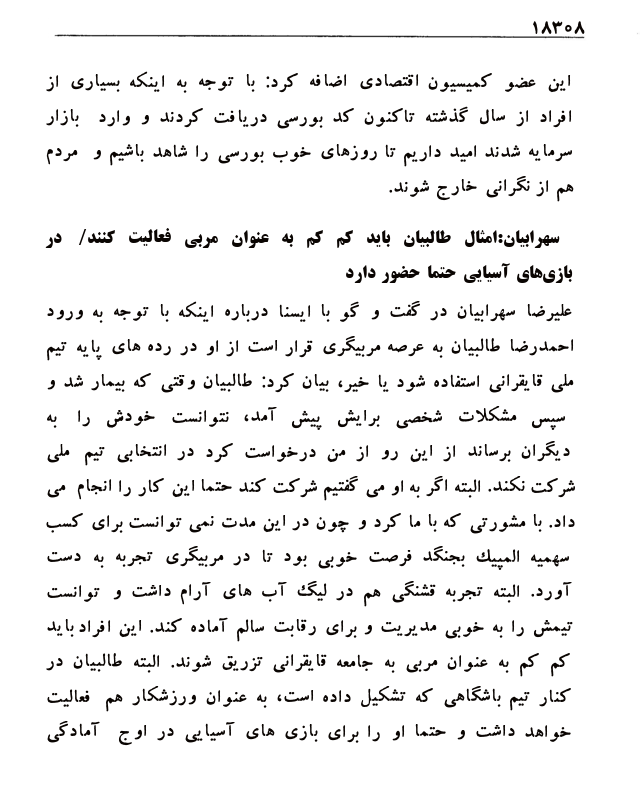 ۱۸۳۰۸
این عضو کمیسیون اقتصادی اضافه کرد: با توجه به اینکه بسیاری از
افراد از سال گذشته تاکنون کد بورسی دریافت کردند و وارد بازار
سرمایه شدند امید داریم تا روزهای خوب بورسی را شاهد باشیم و مردم
هم از نگرانی خارج شوند.
سهرابیان:امثال طالبیان باید کم کم به عنوان مربی فعالیت کنند/ در
بازی‌های آسیایی حتما حضور دارد
علیرضا سهرابیان در گفت و گو با ایسنا درباره اینکه با توجه به ورود
احمدرضا طالبیان به عرصه مربیگری قرار است از او در رده های پایه تیم
ملی قایقرانی استفاده شود یا خیر، بیان کرد: طالبیان وقتی که بیمار شد و
سپس مشکلات شخصی برایش پیش آمد، نتوانست خودش را به
دیگران برساند از این رو از من درخواست کرد در انتخابی تیم ملی
شرکت نکند. البته اگر به او می گفتیم شرکت کند حتما این کار را انجام می
داد. با مشورتی که با ما کرد و چون در این مدت نمی توانست برای کسب
سهمیه المپیک بجنگد فرصت خوبی بود تا در مربیگری تجربه به دست
آورد. البته تجربه قشنگی هم در لیگ آب های آرام داشت و توانست
تیمش را به خوبی مدیریت و برای رقابت سالم آماده کند. این افراد باید
کم کم به عنوان مربی به جامعه قایقرانی تزریق شوند. البته طالبیان در
کنار تیم باشگاهی که تشکیل داده است، به عنوان ورزشکار هم فعالیت
خواهد داشت و حتما او را برای بازی های آسیایی در اوج آمادگی